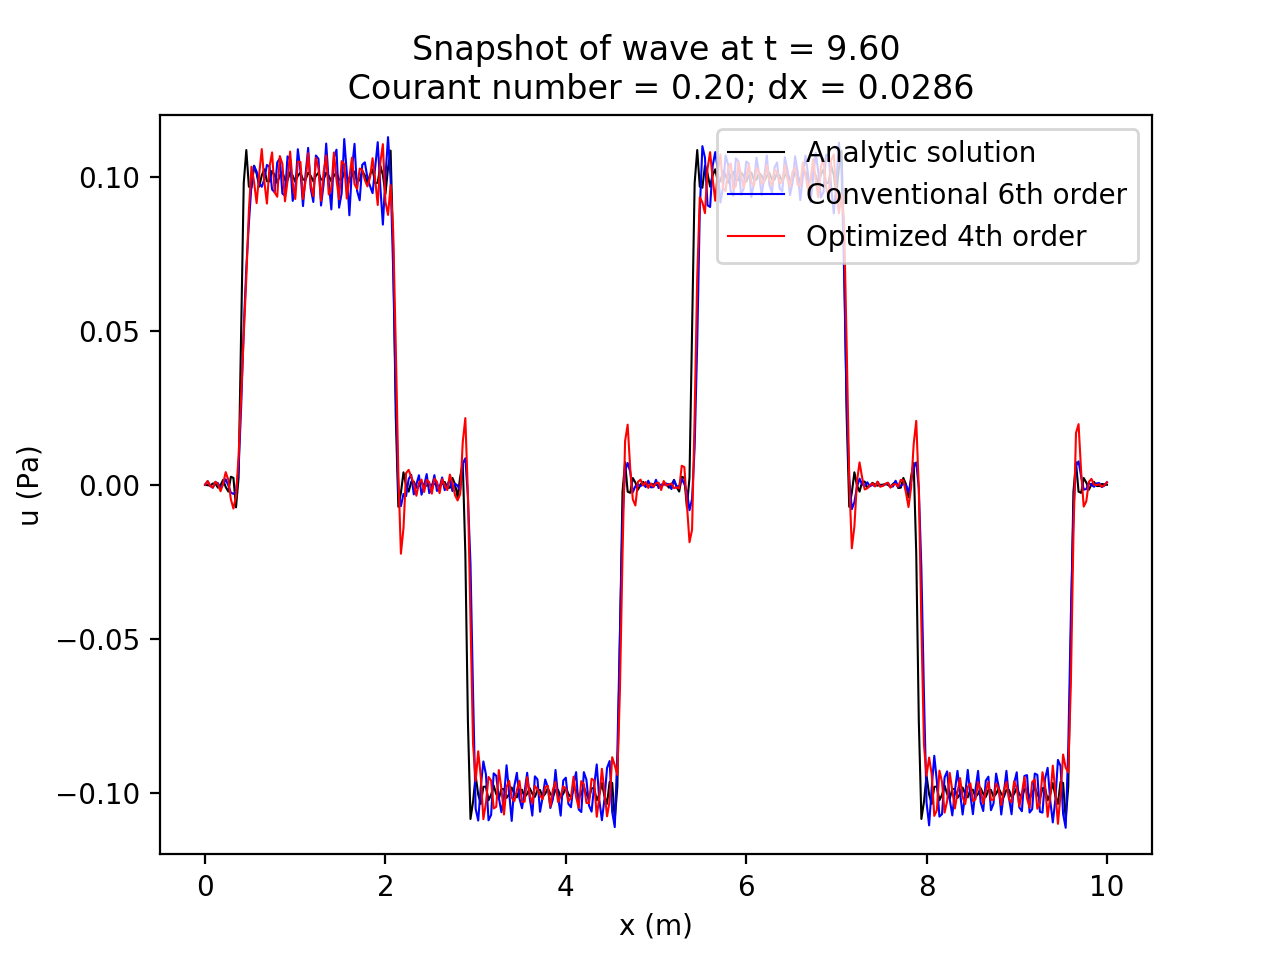 Snapshot of wave at t = 9.60
Courant number = 0.20; dx = 0.0286
Analytic solution
Conventional 6th order
Optimized 4th order
0.10
0.05
0.00
−0.05
−0.10
u (Pa)
0 2 4 6 8 10
x (m)